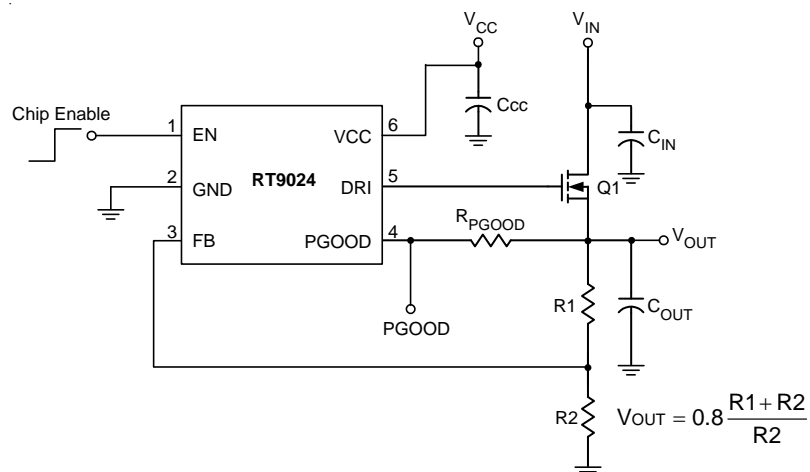 VCC
VIN
Chip Enable
Ccc
1
EN
VCC
6
CIN
2
GND
RT9024
DRI
5
Q1
3
FB
PGOOD
4
RPGOOD
VOUT
PGOOD
R1
COUT
R2
VOUT = 0.8 R1 + R2
R2